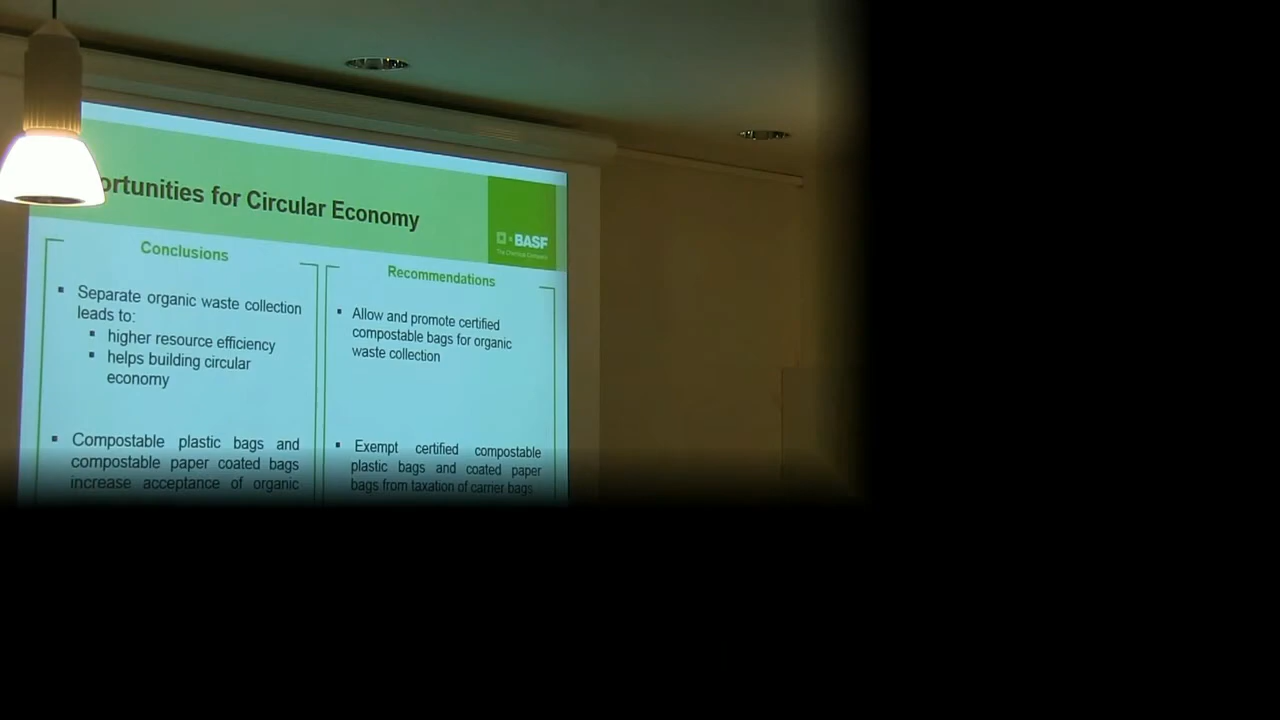 ortunities for Circular Economy
BASF
The Chemical Company
Conclusions
Separate organic waste collection
leads to:
higher resource efficiency
helps building circular
economy
Compostable plastic bags and
compostable paper coated bags
increase acceptance of organic
Recommendations
Allow and promote certified
compostable bags for organic
waste collection
Exempt certified compostable
plastic bags and coated paper
bags from taxation of carrier bags